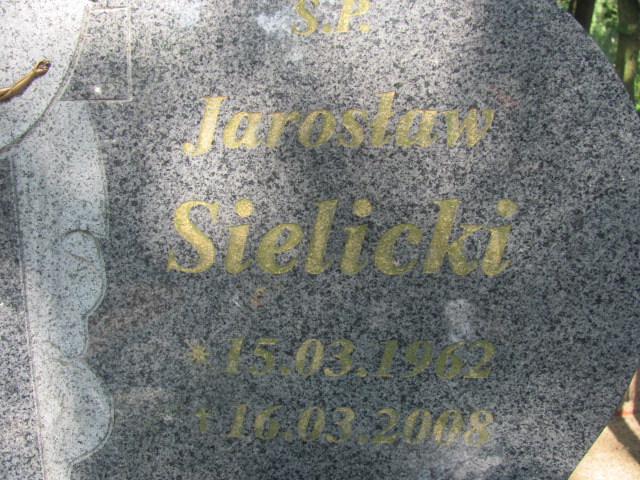 Ś.P.
Jarosław
Sielicki
* 15.03.1962
† 16.03.2008